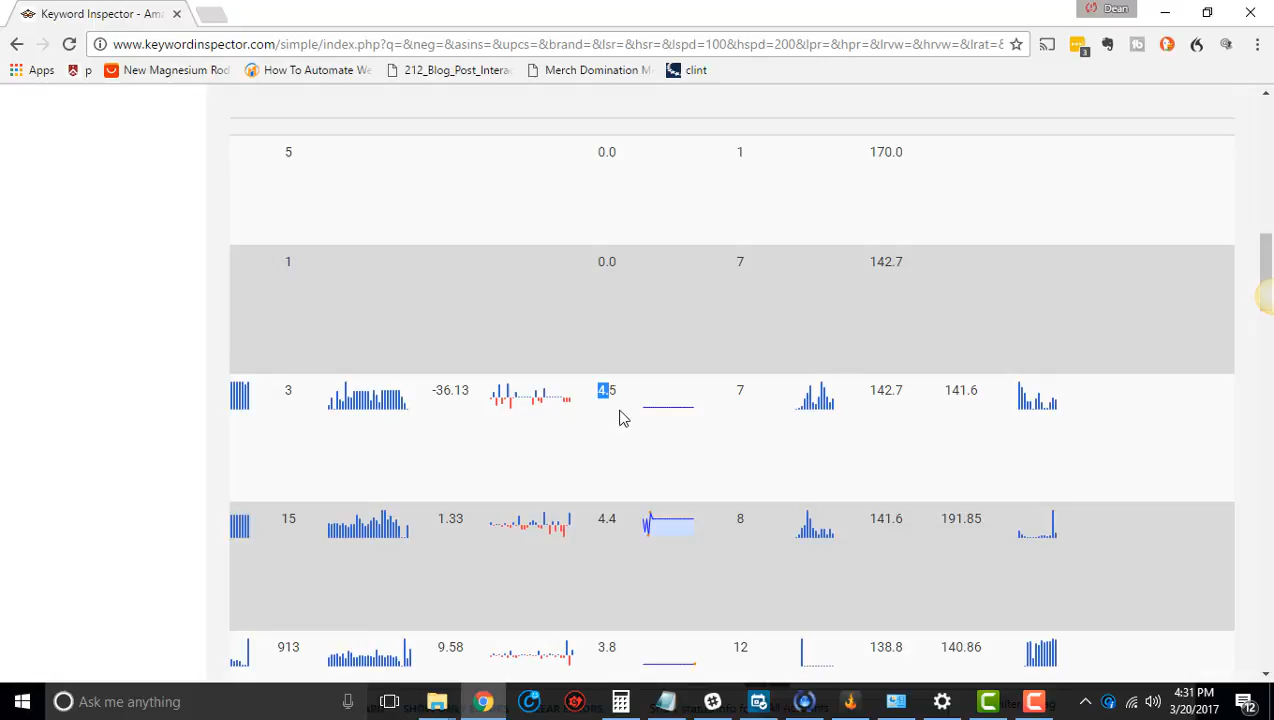 Keyword Inspector - Ama
Dean
www.keywordinspector.com/simple/index.php?q=&neg=&asins=&upcs=&brand=&lsr=&hsr=&lspd=100&hspd=200&ipr=&hpr=&lrvw=&hrvw=&lrat=&
3
Apps
p
New Magnesium Rod
How To Automate We
212_Blog_Post_Intera
Merch Domination M
clint
5 0.0 1 170.0
1 0.0 7 142.7
3 -36.13 4.5 7 142.7 141.6
15 1.33 4.4 8 141.6 191.85
913 9.58 3.8 12 138.8 140.86
Ask me anything
4:31 PM
3/20/2017
12